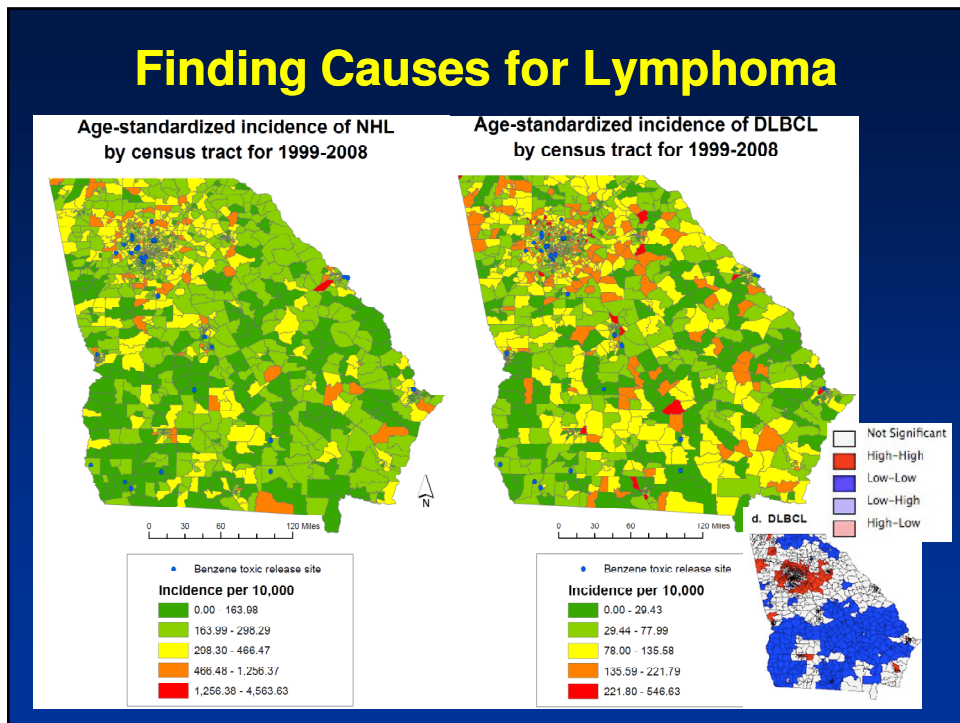 Finding Causes for Lymphoma
Age-standardized incidence of NHL
by census tract for 1999-2008
Age-standardized incidence of DLBCL
by census tract for 1999-2008
N
0 30 60 120 Miles
0 30 60 120 Miles
Not Significant
High-High
Low-Low
Low-High
High-Low
d. DLBCL
Benzene toxic release site
Incidence per 10,000
0.00 - 163.98
163.99 - 298.29
298.30 - 466.47
466.48 - 1,256.37
1,256.38 - 4,563.63
Benzene toxic release site
Incidence per 10,000
0.00 - 29.43
29.44 - 77.99
78.00 - 135.58
135.59 - 221.79
221.80 - 546.63